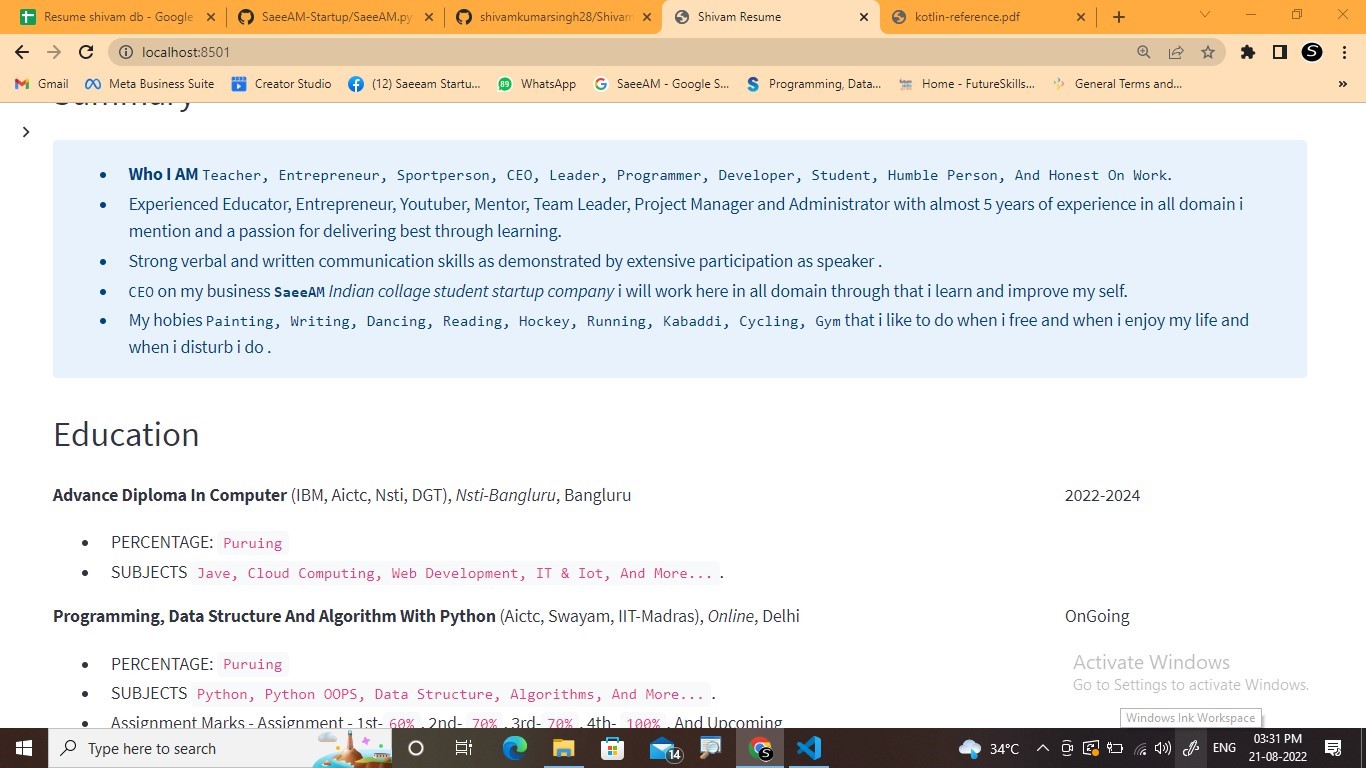 Resume shivam db - Google
SaeeAM-Startup/SaeeAM.py
shivamkumarsingh28/Shivam
Shivam Resume
kotlin-reference.pdf
localhost:8501
Gmail
Meta Business Suite
Creator Studio
(12) Saeeam Startu...
WhatsApp
SaeeAM - Google S...
Programming, Data...
Home - FutureSkills...
General Terms and...
Summary
Who I AM Teacher, Entrepreneur, Sportperson, CEO, Leader, Programmer, Developer, Student, Humble Person, And Honest On Work.
Experienced Educator, Entrepreneur, Youtuber, Mentor, Team Leader, Project Manager and Administrator with almost 5 years of experience in all domain i
mention and a passion for delivering best through learning.
Strong verbal and written communication skills as demonstrated by extensive participation as speaker .
CEO on my business SaeeAM Indian collage student startup company i will work here in all domain through that i learn and improve my self.
My hobies Painting, Writing, Dancing, Reading, Hockey, Running, Kabaddi, Cycling, Gym that i like to do when i free and when i enjoy my life and
when i disturb i do .
Education
Advance Diploma In Computer (IBM, Aictc, Nsti, DGT), Nsti-Bangluru, Bangluru
2022-2024
PERCENTAGE: Puruing
SUBJECTS Jave, Cloud Computing, Web Development, IT & Iot, And More... .
Programming, Data Structure And Algorithm With Python (Aictc, Swayam, IIT-Madras), Online, Delhi
OnGoing
PERCENTAGE: Puruing
SUBJECTS Python, Python OOPS, Data Structure, Algorithms, And More... .
Assignment Marks - Assignment - 1st- 60% , 2nd- 70% , 3rd- 70% , 4th- 100% , And Upcoming
Activate Windows
Go to Settings to activate Windows.
Windows Ink Workspace
Type here to search
14
34°C
ENG
03:31 PM
21-08-2022